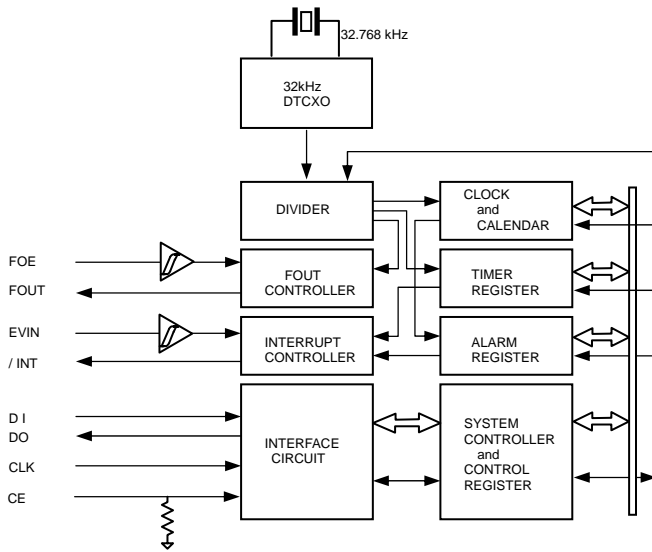 32.768 kHz
32kHz
DTCXO
DIVIDER
CLOCK
and
CALENDAR
FOE
FOUT
FOUT
CONTROLLER
TIMER
REGISTER
EVIN
/ INT
INTERRUPT
CONTROLLER
ALARM
REGISTER
D I
DO
CLK
CE
INTERFACE
CIRCUIT
SYSTEM
CONTROLLER
and
CONTROL
REGISTER